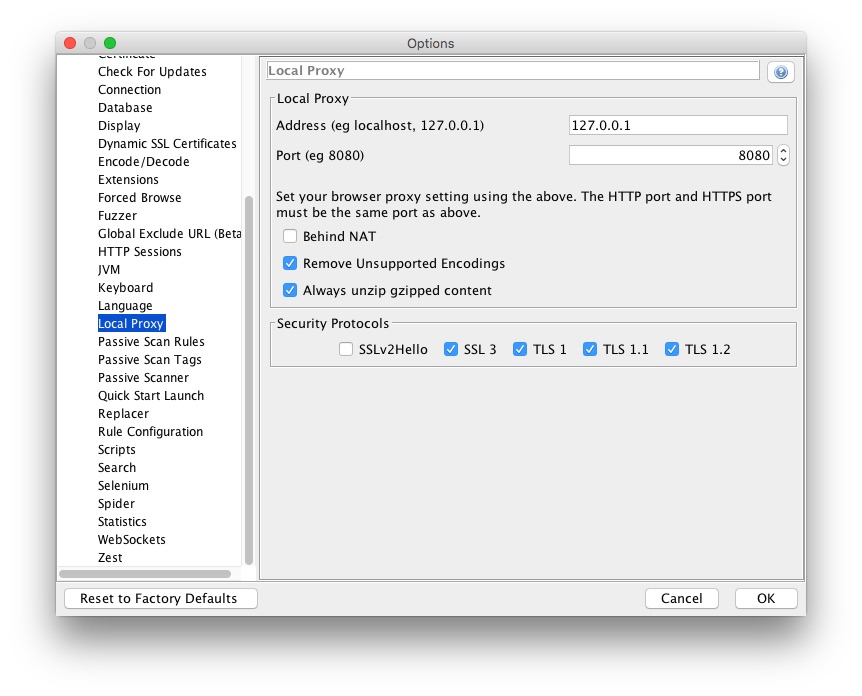 Options
Certificate
Check For Updates
Connection
Database
Display
Dynamic SSL Certificates
Encode/Decode
Extensions
Forced Browse
Fuzzer
Global Exclude URL (Beta
HTTP Sessions
JVM
Keyboard
Language
Local Proxy
Passive Scan Rules
Passive Scan Tags
Passive Scanner
Quick Start Launch
Replacer
Rule Configuration
Scripts
Search
Selenium
Spider
Statistics
WebSockets
Zest
Local Proxy
?
Local Proxy
Address (eg localhost, 127.0.0.1) 127.0.0.1
Port (eg 8080) 8080
Set your browser proxy setting using the above. The HTTP port and HTTPS port
must be the same port as above.
Behind NAT
Remove Unsupported Encodings
Always unzip gzipped content
Security Protocols
SSLv2Hello SSL 3 TLS 1 TLS 1.1 TLS 1.2
Reset to Factory Defaults Cancel OK